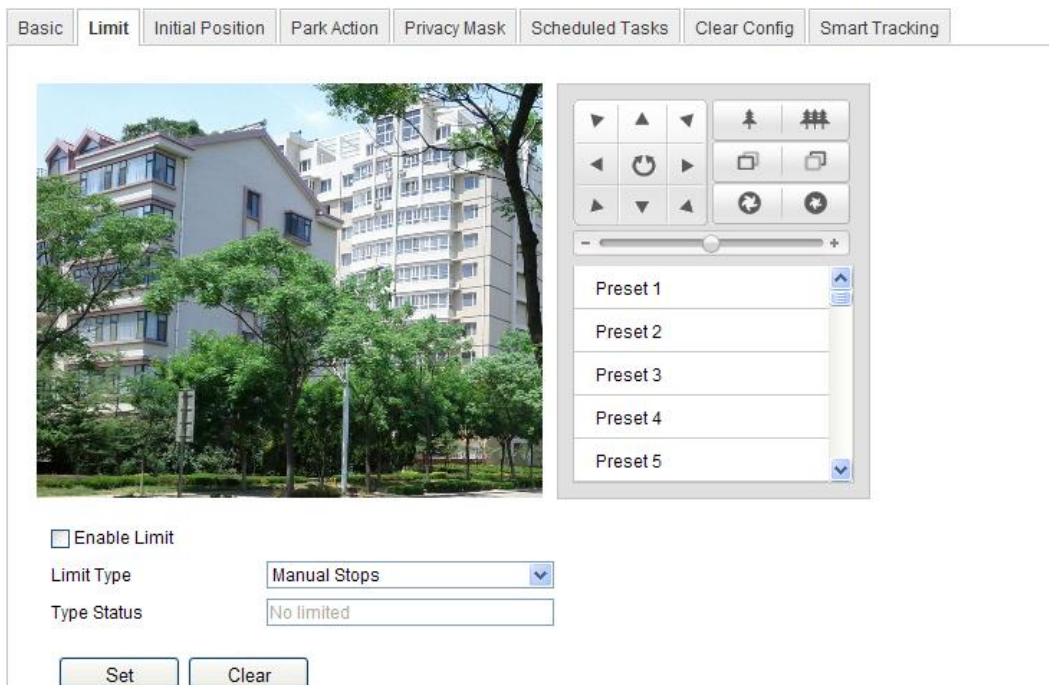 Basic Limit Initial Position Park Action Privacy Mask Scheduled Tasks Clear Config Smart Tracking
Preset 1
Preset 2
Preset 3
Preset 4
Preset 5
Enable Limit
Limit Type Manual Stops
Type Status No limited
Set Clear